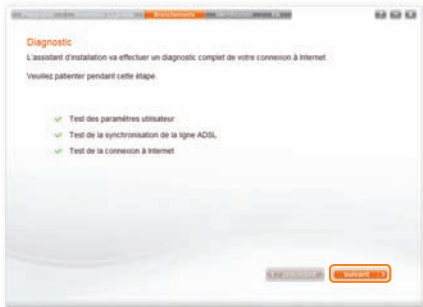 Branchements
Diagnostic
L'assistant d'installation va effectuer un diagnostic complet de votre connexion à Internet.
Veuillez patienter pendant cette étape.
Test des paramètres utilisateur
Test de la synchronisation de la ligne ADSL
Test de la connexion à Internet
précédent suivant